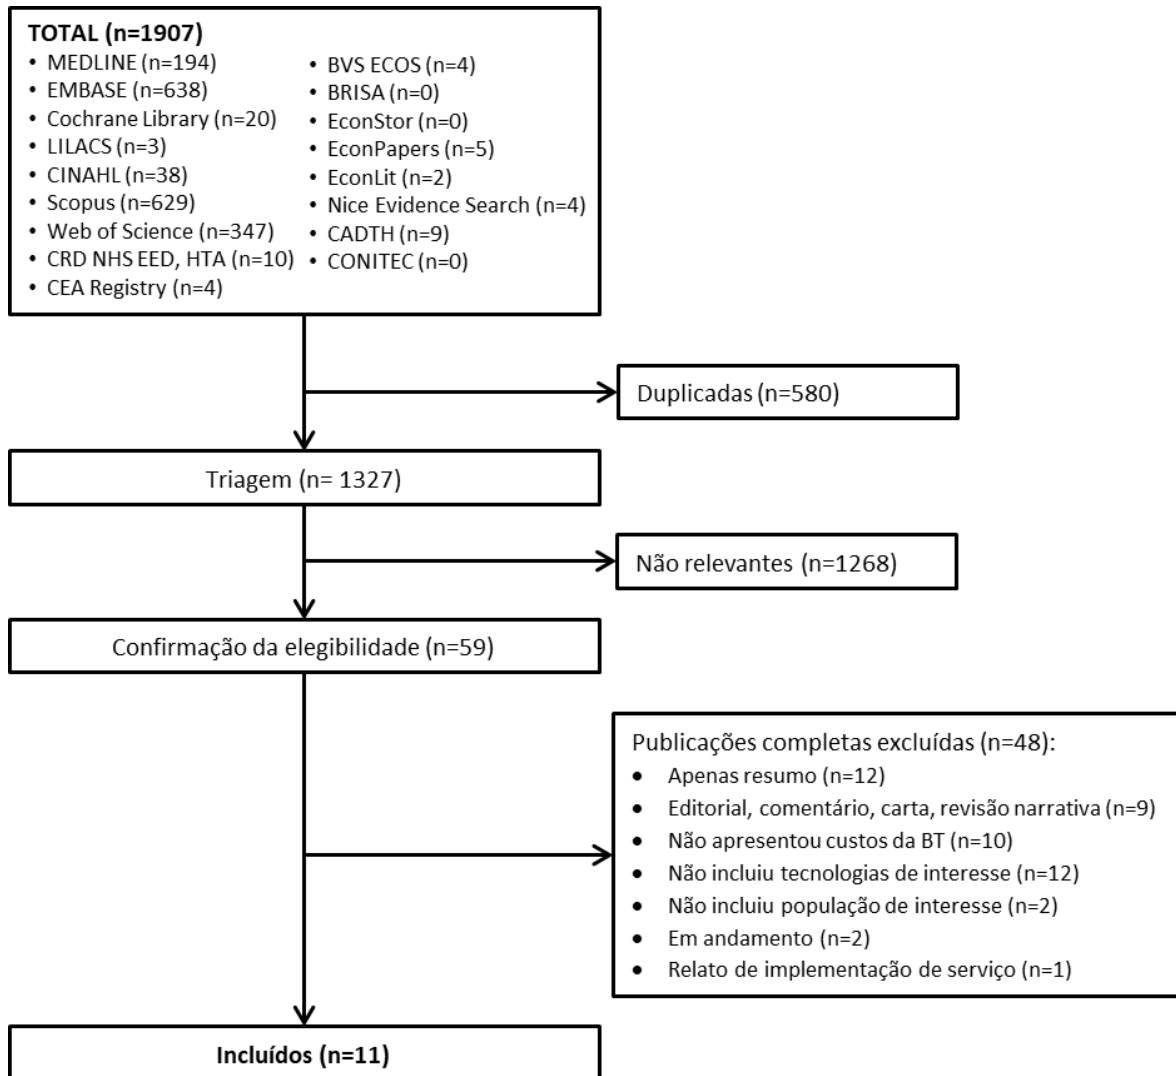 TOTAL (n=1907)
• MEDLINE (n=194)
• EMBASE (n=638)
• Cochrane Library (n=20)
• LILACS (n=3)
• CINAHL (n=38)
• Scopus (n=629)
• Web of Science (n=347)
• CRD NHS EED, HTA (n=10)
• CEA Registry (n=4)
• BVS ECOS (n=4)
• BRISA (n=0)
• EconStor (n=0)
• EconPapers (n=5)
• EconLit (n=2)
• Nice Evidence Search (n=4)
• CADTH (n=9)
• CONITEC (n=0)
Duplicadas (n=580)
Triagem (n= 1327)
Não relevantes (n=1268)
Confirmação da elegibilidade (n=59)
Publicações completas excluídas (n=48):
• Apenas resumo (n=12)
• Editorial, comentário, carta, revisão narrativa (n=9)
• Não apresentou custos da BT (n=10)
• Não incluiu tecnologias de interesse (n=12)
• Não incluiu população de interesse (n=2)
• Em andamento (n=2)
• Relato de implementação de serviço (n=1)
Incluídos (n=11)